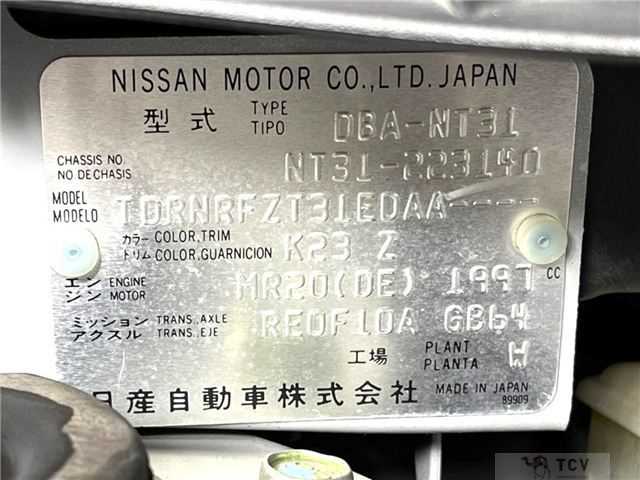 NISSAN MOTOR CO.,LTD. JAPAN
型式 TYPE TIPO DBA-NT31
CHASSIS NO. NO DE CHASIS NT31-223140
MODEL MODELO TDRNRFZT31EDAA----
カラー COLOR,TRIM トリム COLOR,GUARNICION K23 Z
エンジン ENGINE MOTOR MR20(DE) 1997 CC
ミッション TRANS.,AXLE アクスル TRANS.,EJE RE0F10A GB64
工場 PLANT PLANTA W
日産自動車株式会社 MADE IN JAPAN
89909
TCV